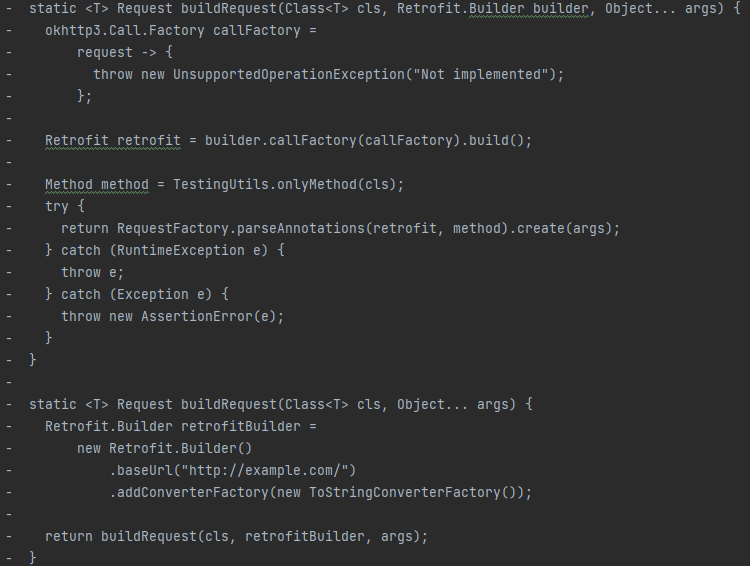 -  static <T> Request buildRequest(Class<T> cls, Retrofit.Builder builder, Object... args) {
-    okhttp3.Call.Factory callFactory =
-        request -> {
-          throw new UnsupportedOperationException("Not implemented");
-        };
-
-    Retrofit retrofit = builder.callFactory(callFactory).build();
-
-    Method method = TestingUtils.onlyMethod(cls);
-    try {
-      return RequestFactory.parseAnnotations(retrofit, method).create(args);
-    } catch (RuntimeException e) {
-      throw e;
-    } catch (Exception e) {
-      throw new AssertionError(e);
-    }
-  }
-
-  static <T> Request buildRequest(Class<T> cls, Object... args) {
-    Retrofit.Builder retrofitBuilder =
-        new Retrofit.Builder()
-            .baseUrl("http://example.com/")
-            .addConverterFactory(new ToStringConverterFactory());
-
-    return buildRequest(cls, retrofitBuilder, args);
-  }